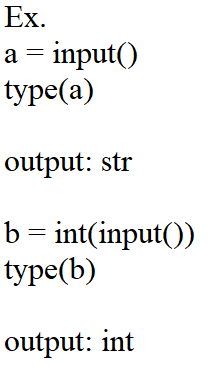 Ex.
a = input()
type(a)
output: str
b = int(input())
type(b)
output: int